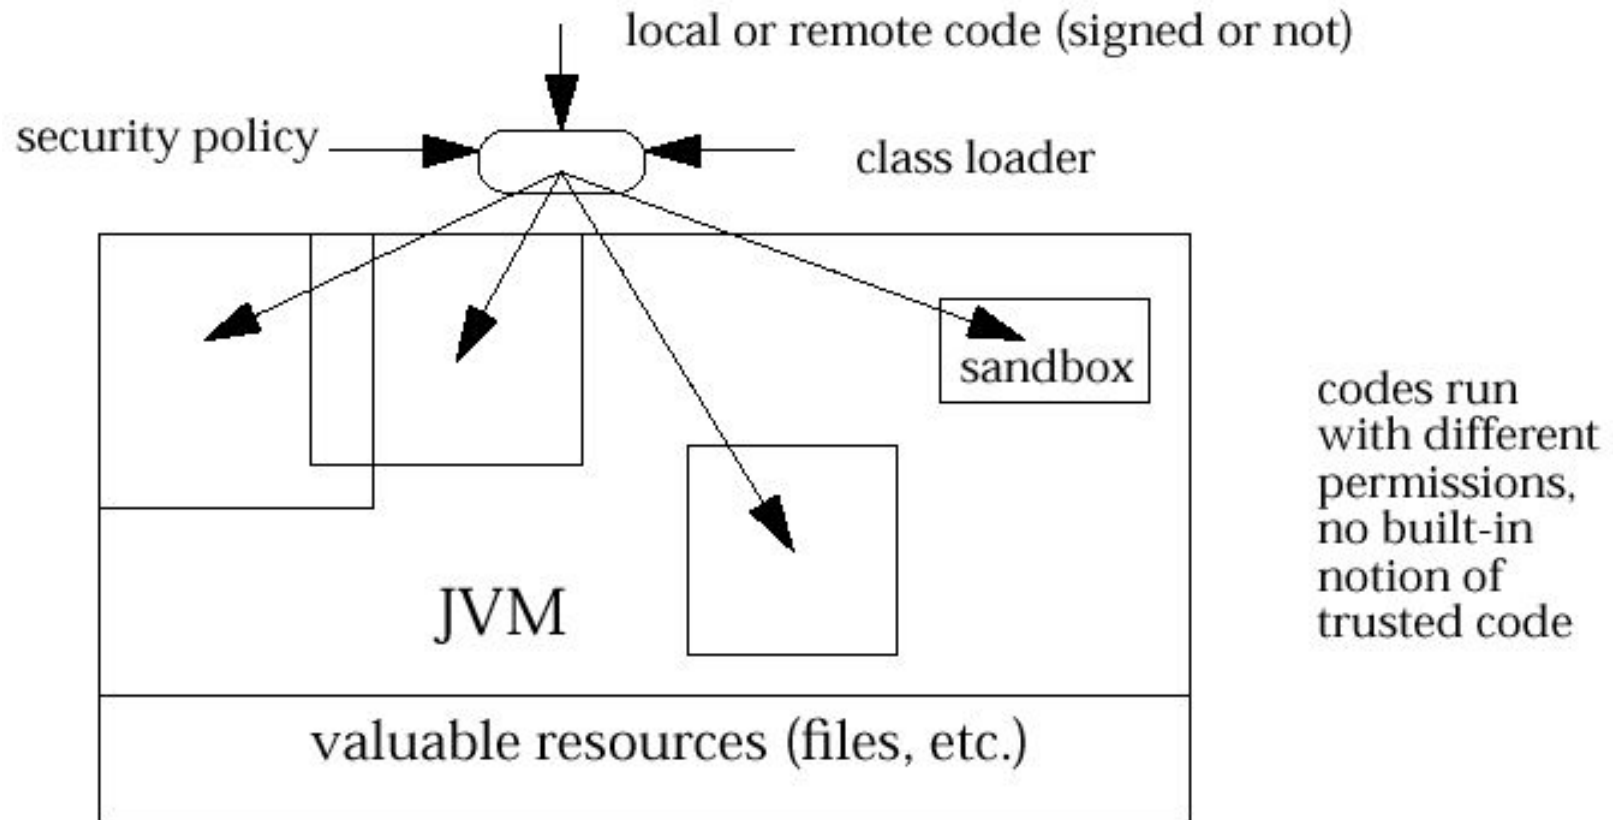 local or remote code (signed or not)
security policy
class loader
sandbox
codes run
with different
permissions,
no built-in
notion of
trusted code
JVM
valuable resources (files, etc.)